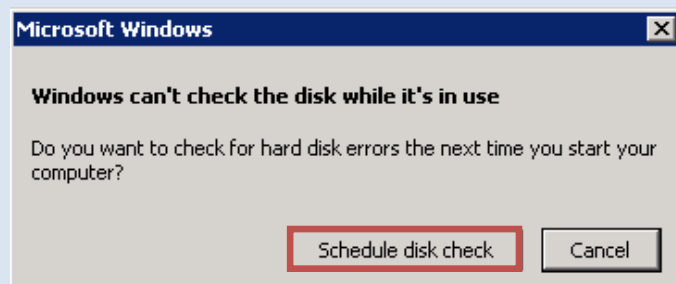 Microsoft Windows
Windows can't check the disk while it's in use
Do you want to check for hard disk errors the next time you start your
computer?
Schedule disk check
Cancel